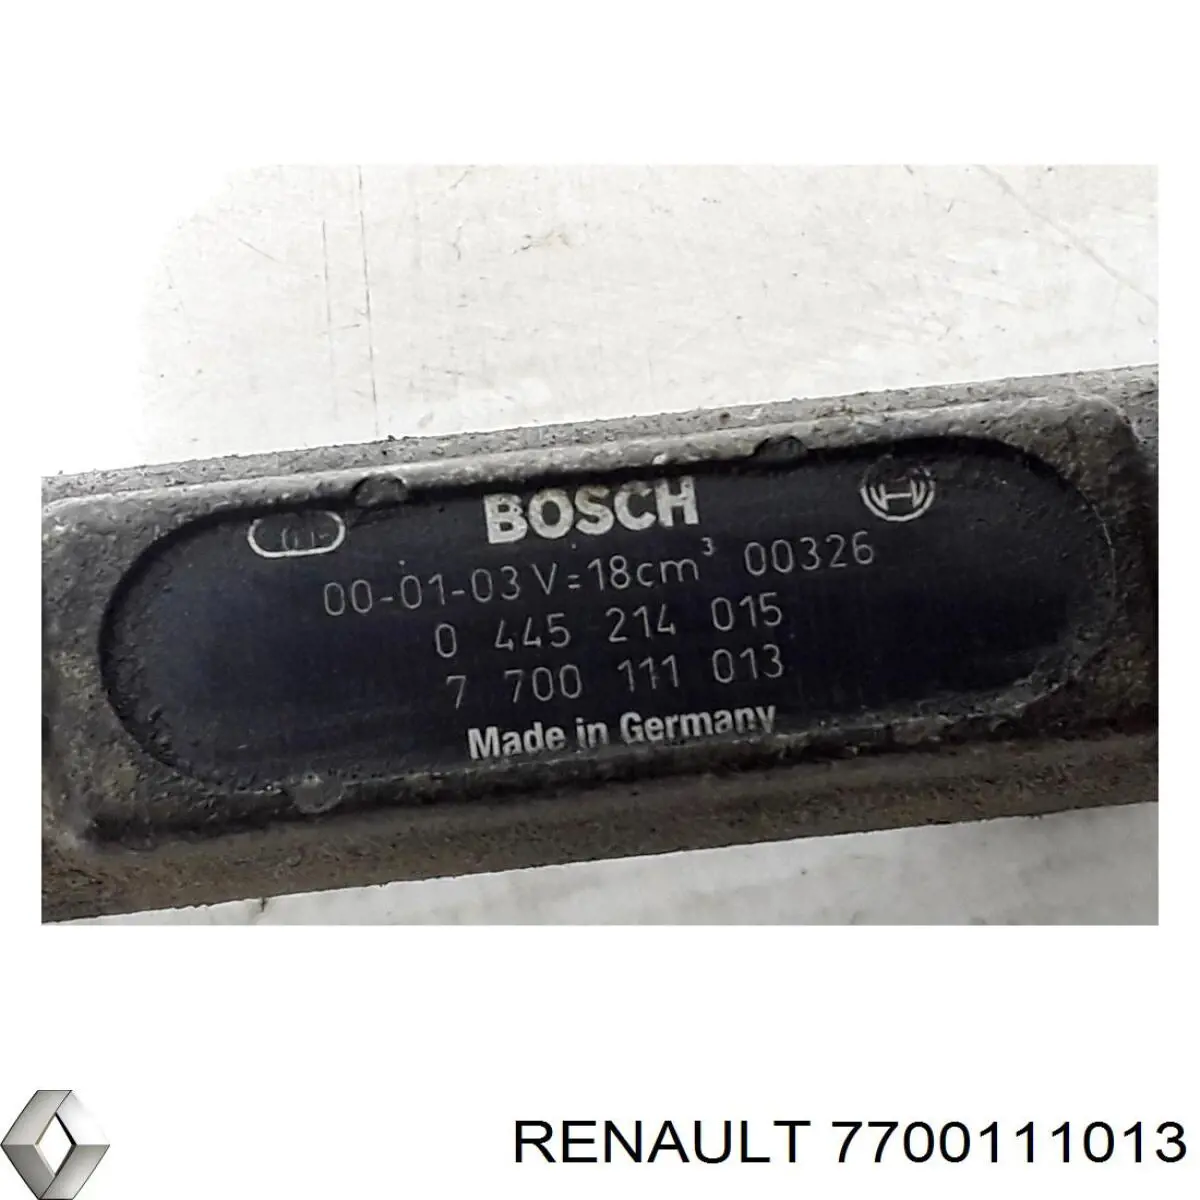 BOSCH
00-01-03 V=18cm³ 00326
0 445 214 015
7 700 111 013
Made in Germany
RENAULT 7700111013